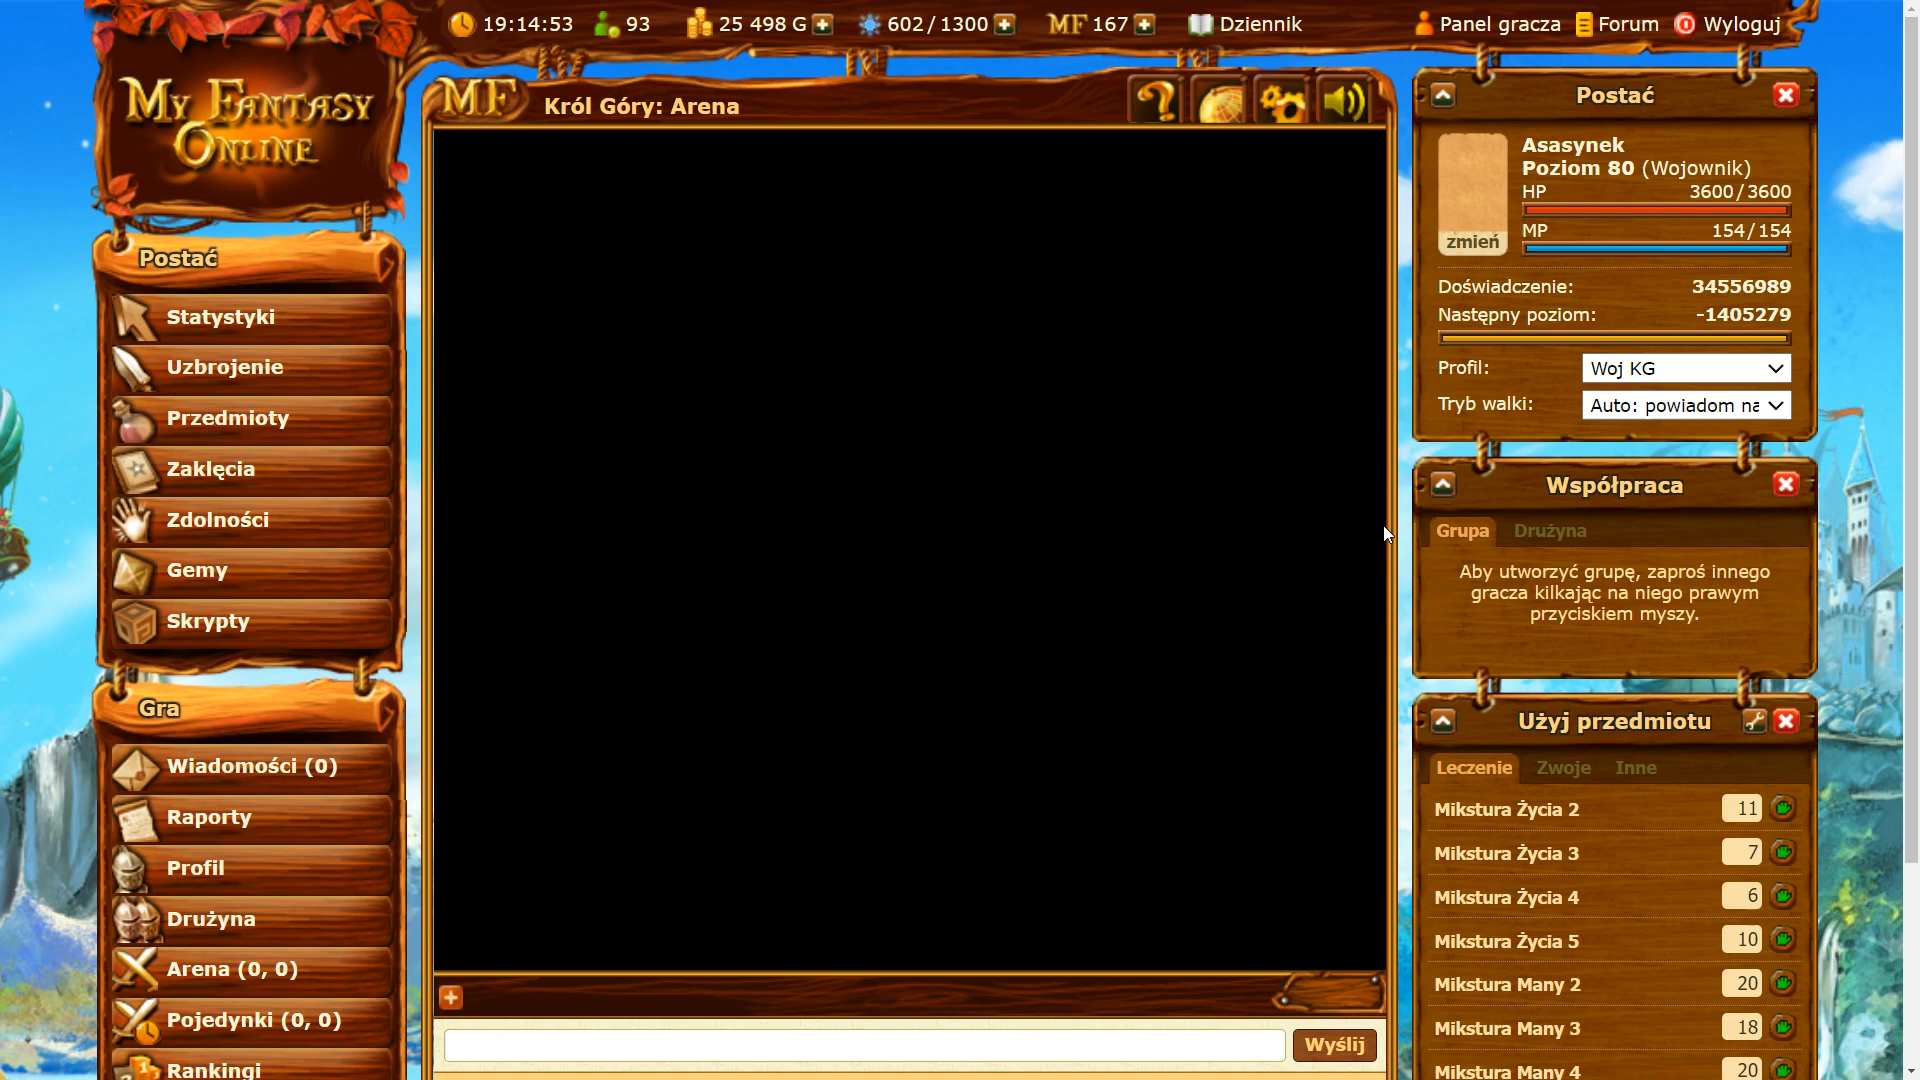 19:14:53
93
25 498 G
602/1300
MF 167
Dziennik
Panel gracza
Forum
Wyloguj
My Fantasy
Online
MF
Król Góry: Arena
Postać
Statystyki
Uzbrojenie
Przedmioty
Zaklęcia
Zdolności
Gemy
Skrypty
Gra
Wiadomości (0)
Raporty
Profil
Drużyna
Arena (0, 0)
Pojedynki (0, 0)
Rankingi
Wyślij
Postać
Asasynek
Poziom 80 (Wojownik)
HP 3600/3600
MP 154/154
zmień
Doświadczenie: 34556989
Następny poziom: -1405279
Profil: Woj KG
Tryb walki: Auto: powiadom na
Współpraca
Grupa Drużyna
Aby utworzyć grupę, zaproś innego
gracza kilkając na niego prawym
przyciskiem myszy.
Użyj przedmiotu
Leczenie Zwoje Inne
Mikstura Życia 2 11
Mikstura Życia 3 7
Mikstura Życia 4 6
Mikstura Życia 5 10
Mikstura Many 2 20
Mikstura Many 3 18
Mikstura Many 4 20